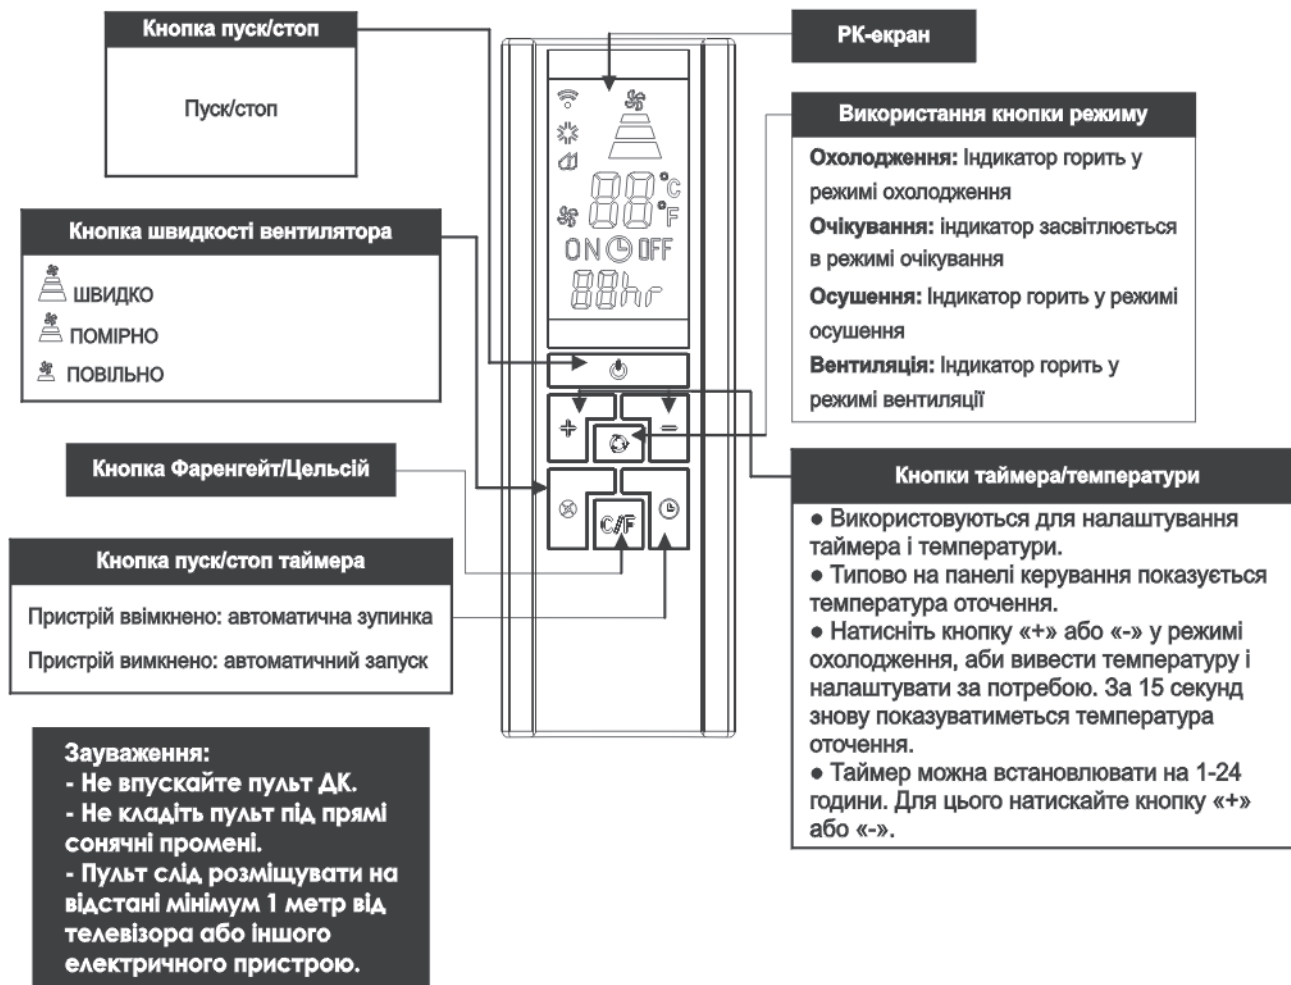 Кнопка пуск/стоп
Пуск/стоп
РК-екран
Використання кнопки режиму
Охолодження: Індикатор горить у
режимі охолодження
Очікування: індикатор засвітлюється
в режимі очікування
Осушення: Індикатор горить у режимі
осушення
Вентиляція: Індикатор горить у
режимі вентиляції
Кнопка швидкості вентилятора
ШВИДКО
ПОМІРНО
ПОВІЛЬНО
88°C
°F
ON OFF
88hr
C/F
Кнопка Фаренгейт/Цельсій
Кнопка пуск/стоп таймера
Пристрій ввімкнено: автоматична зупинка
Пристрій вимкнено: автоматичний запуск
Кнопки таймера/температури
● Використовуються для налаштування
таймера і температури.
● Типово на панелі керування показується
температура оточення.
● Натисніть кнопку «+» або «-» у режимі
охолодження, аби вивести температуру і
налаштувати за потребою. За 15 секунд
знову показуватиметься температура
оточення.
● Таймер можна встановлювати на 1-24
години. Для цього натискайте кнопку «+»
або «-».
Зауваження:
- Не впускайте пульт ДК.
- Не кладіть пульт під прямі
сонячні промені.
- Пульт слід розміщувати на
відстані мінімум 1 метр від
телевізора або іншого
електричного пристрою.